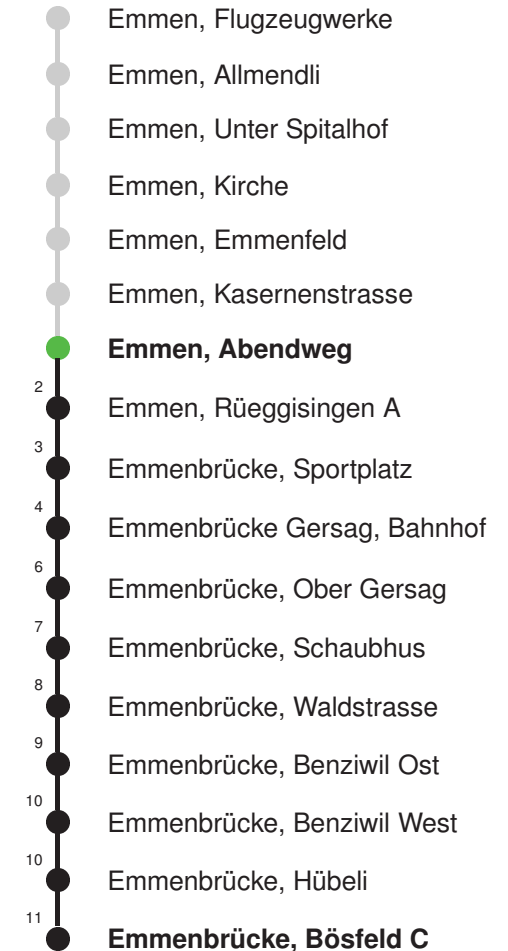 Emmen, Flugzeugwerke
Emmen, Allmendli
Emmen, Unter Spitalhof
Emmen, Kirche
Emmen, Emmenfeld
Emmen, Kasernenstrasse
Emmen, Abendweg
2 Emmen, Rüeggisingen A
3 Emmenbrücke, Sportplatz
4 Emmenbrücke Gersag, Bahnhof
6 Emmenbrücke, Ober Gersag
7 Emmenbrücke, Schaubhus
8 Emmenbrücke, Waldstrasse
9 Emmenbrücke, Benziwil Ost
10 Emmenbrücke, Benziwil West
10 Emmenbrücke, Hübeli
11 Emmenbrücke, Bösfeld C